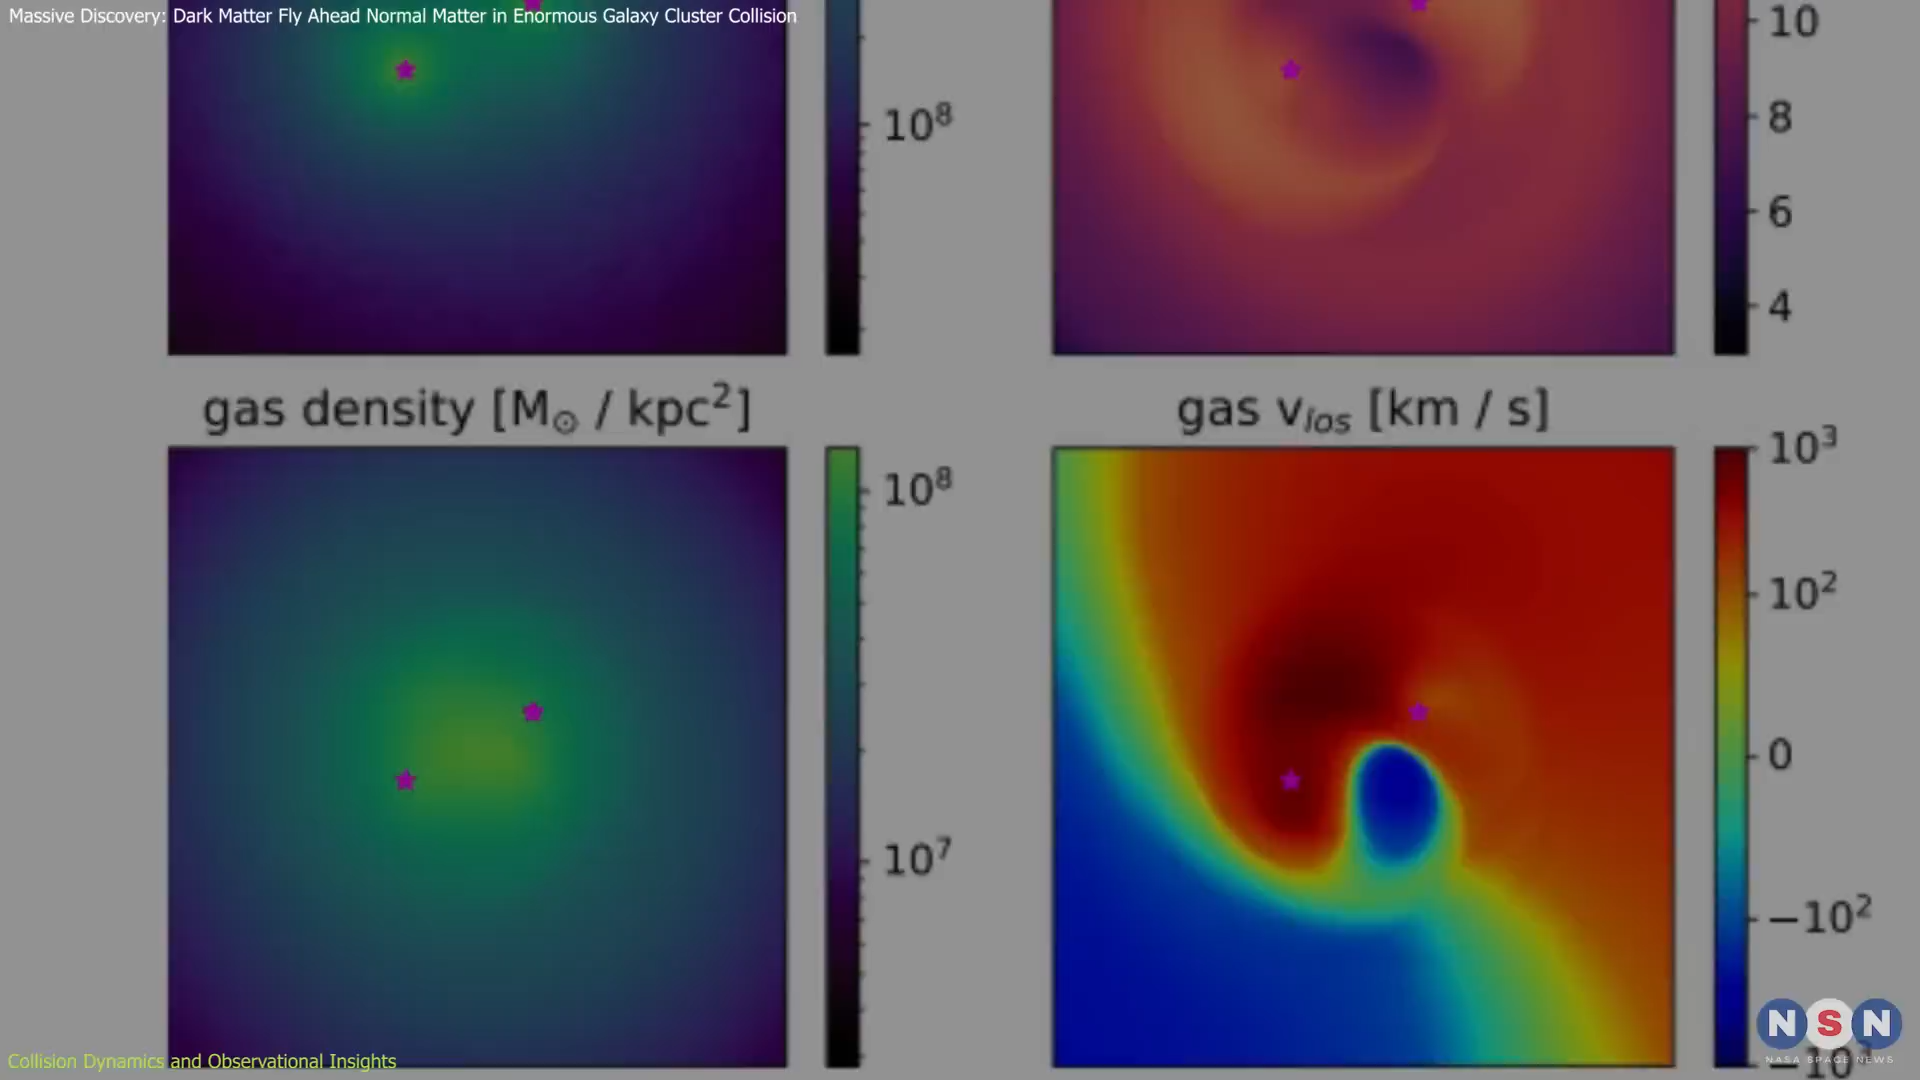 Massive Discovery: Dark Matter Fly Ahead Normal Matter in Enormous Galaxy Cluster Collision
10⁸
10
8
6
4
gas density [M☉ / kpc²]
gas v_los [km / s]
10⁸
10⁷
10³
10²
0
−10²
−10³
NSN
NASA SPACE NEWS
Collision Dynamics and Observational Insights